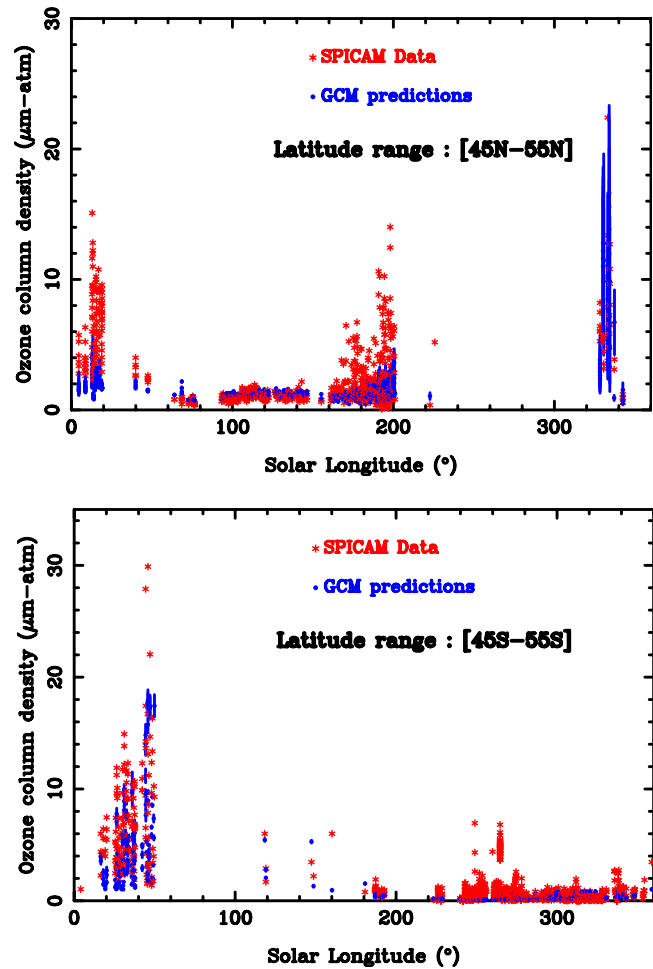 30
SPICAM Data
GCM predictions
Latitude range : [45N−55N]
20
10
0
Ozone column density (μm−atm)
0 100 200 300
Solar Longitude (°)
30
SPICAM Data
GCM predictions
Latitude range : [45S−55S]
20
10
0
Ozone column density (μm−atm)
0 100 200 300
Solar Longitude (°)